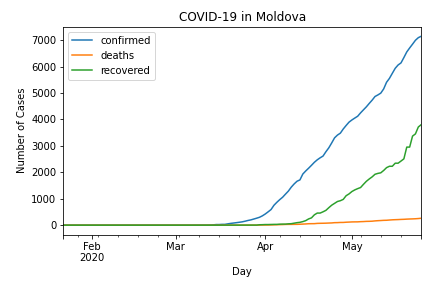 COVID-19 in Moldova
confirmed
deaths
recovered
Number of Cases
7000
6000
5000
4000
3000
2000
1000
0
Feb
2020
Mar
Apr
May
Day